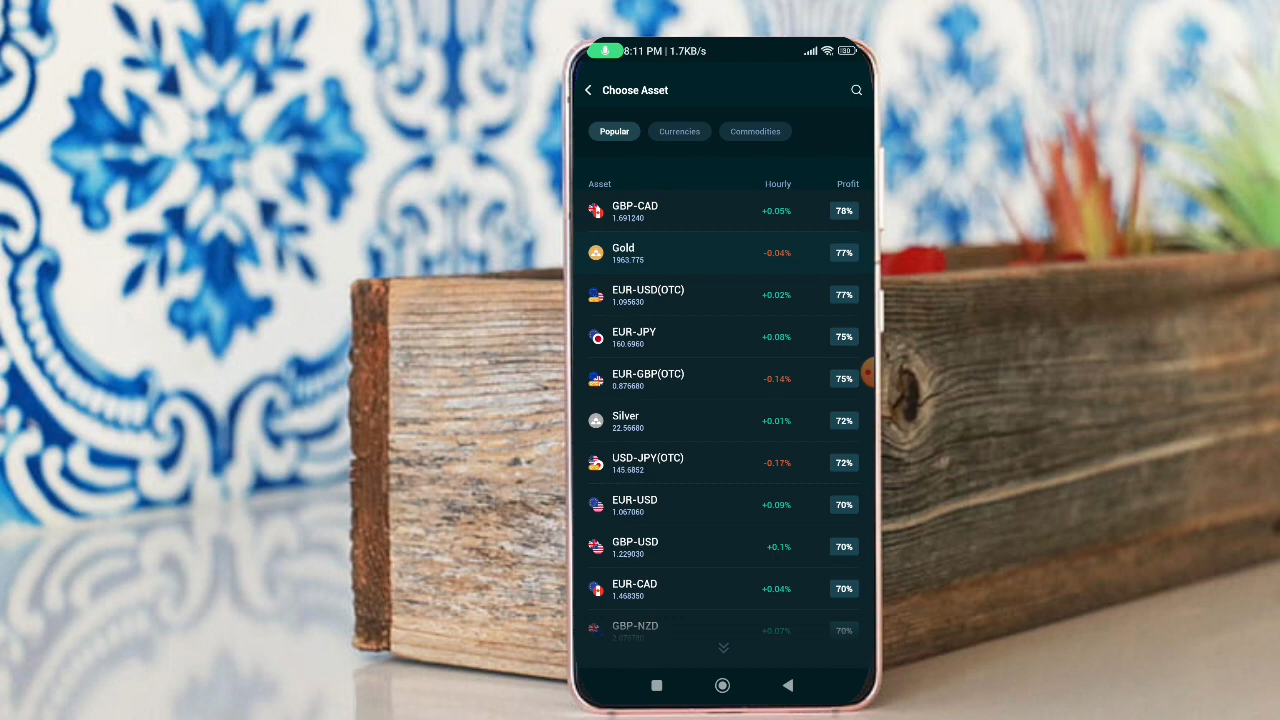 8:11 PM | 1.7KB/s 30
Choose Asset
Popular Currencies Commodities
Asset Hourly Profit
GBP-CAD
1.691240 +0.05% 78%
Gold
1963.775 -0.04% 77%
EUR-USD(OTC)
1.095630 +0.02% 77%
EUR-JPY
160.6960 +0.08% 75%
EUR-GBP(OTC)
0.876680 -0.14% 75%
Silver
22.56680 +0.01% 72%
USD-JPY(OTC)
145.6852 -0.17% 72%
EUR-USD
1.067060 +0.09% 70%
GBP-USD
1.229030 +0.1% 70%
EUR-CAD
1.468350 +0.04% 70%
GBP-NZD
+0.07% 70%